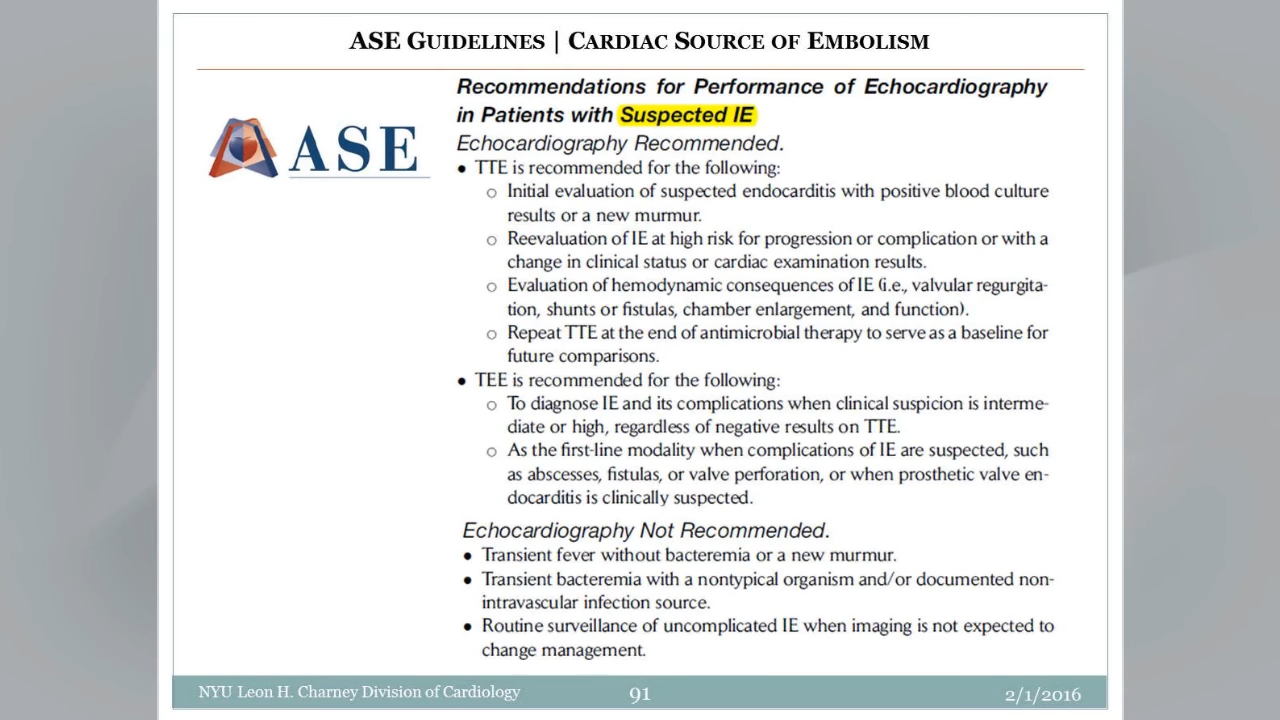 ASE GUIDELINES | CARDIAC SOURCE OF EMBOLISM
ASE
Recommendations for Performance of Echocardiography
in Patients with Suspected IE
Echocardiography Recommended.
• TTE is recommended for the following:
○ Initial evaluation of suspected endocarditis with positive blood culture
results or a new murmur.
○ Reevaluation of IE at high risk for progression or complication or with a
change in clinical status or cardiac examination results.
○ Evaluation of hemodynamic consequences of IE (i.e., valvular regurgita-
tion, shunts or fistulas, chamber enlargement, and function).
○ Repeat TTE at the end of antimicrobial therapy to serve as a baseline for
future comparisons.
• TEE is recommended for the following:
○ To diagnose IE and its complications when clinical suspicion is interme-
diate or high, regardless of negative results on TTE.
○ As the first-line modality when complications of IE are suspected, such
as abscesses, fistulas, or valve perforation, or when prosthetic valve en-
docarditis is clinically suspected.
Echocardiography Not Recommended.
• Transient fever without bacteremia or a new murmur.
• Transient bacteremia with a nontypical organism and/or documented non-
intravascular infection source.
• Routine surveillance of uncomplicated IE when imaging is not expected to
change management.
NYU Leon H. Charney Division of Cardiology
91
2/1/2016